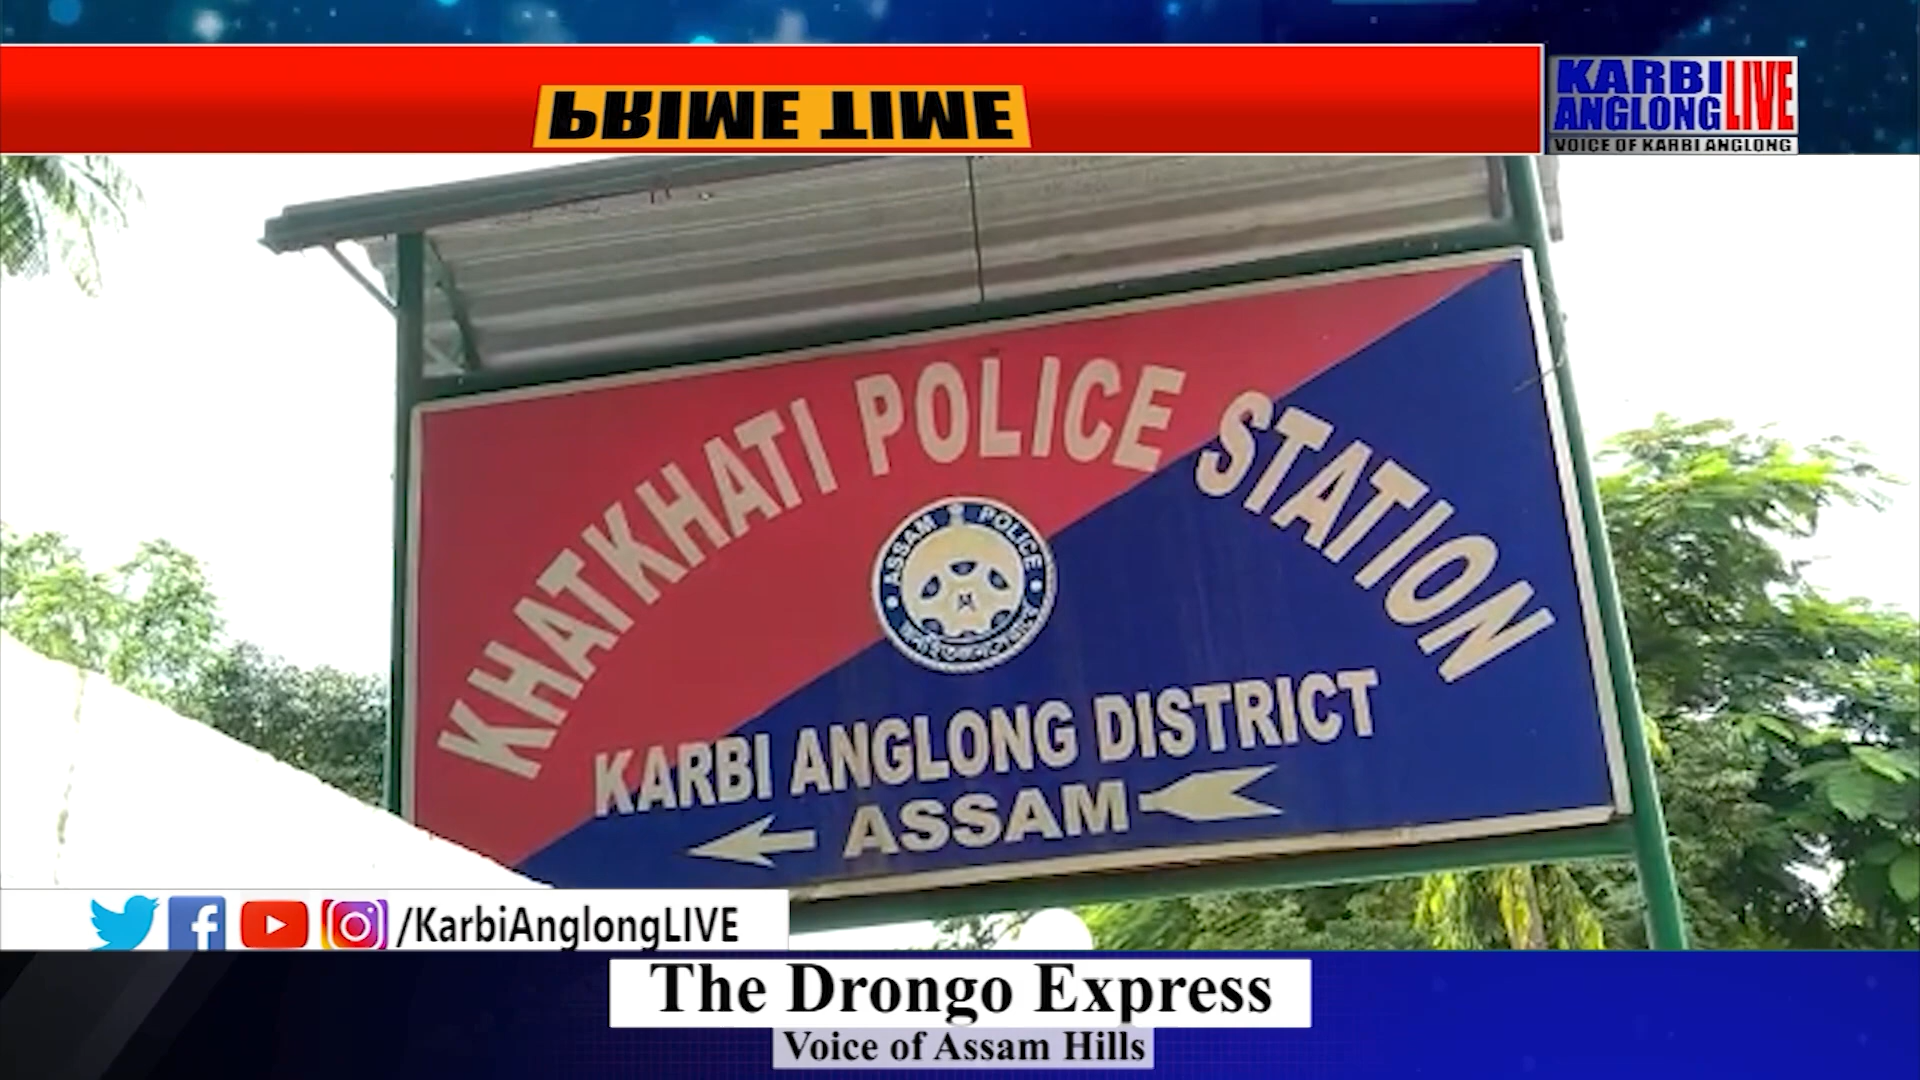 PRIME TIME
KARBI
ANGLONG LIVE
VOICE OF KARBI ANGLONG
KHATKHATI POLICE STATION
ASSAM POLICE
KARBI ANGLONG DISTRICT
ASSAM
/KarbiAnglongLIVE
The Drongo Express
Voice of Assam Hills